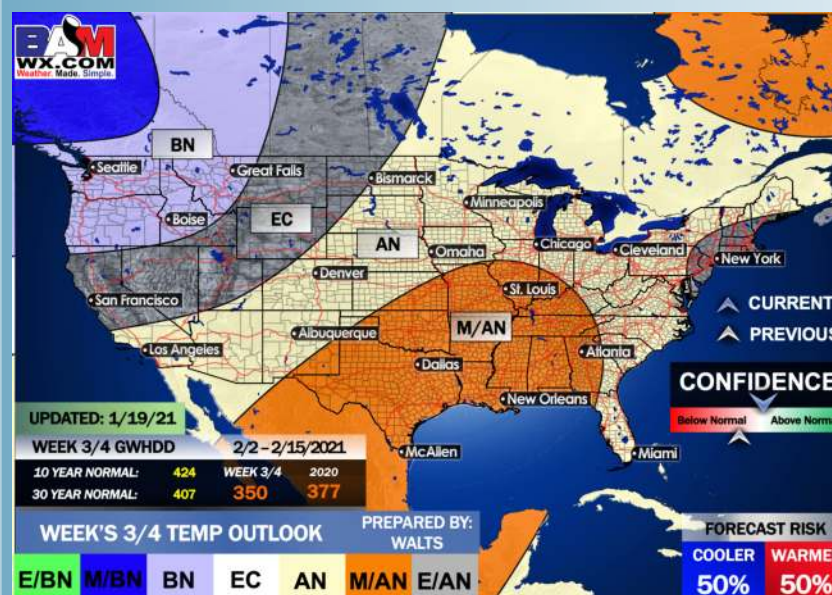 BAM
WX.COM
Weather. Made. Simple.
BN
Seattle
Great Falls
Bismarck
Boise
Minneapolis
EC
AN
Omaha
Chicago
Cleveland
New York
Denver
San Francisco
St. Louis
M/AN
Albuquerque
Los Angeles
Dallas
Atlanta
New Orleans
McAllen
Miami
CURRENT
PREVIOUS
CONFIDENCE
Below Normal Above Norma
UPDATED: 1/19/21
WEEK 3/4 GWHDD 2/2 – 2/15/2021
10 YEAR NORMAL: 424 WEEK 3/4 2020
30 YEAR NORMAL: 407 350 377
WEEK'S 3/4 TEMP OUTLOOK
PREPARED BY:
WALTS
E/BN M/BN BN EC AN M/AN E/AN
FORECAST RISK
COOLER WARME
50% 50%